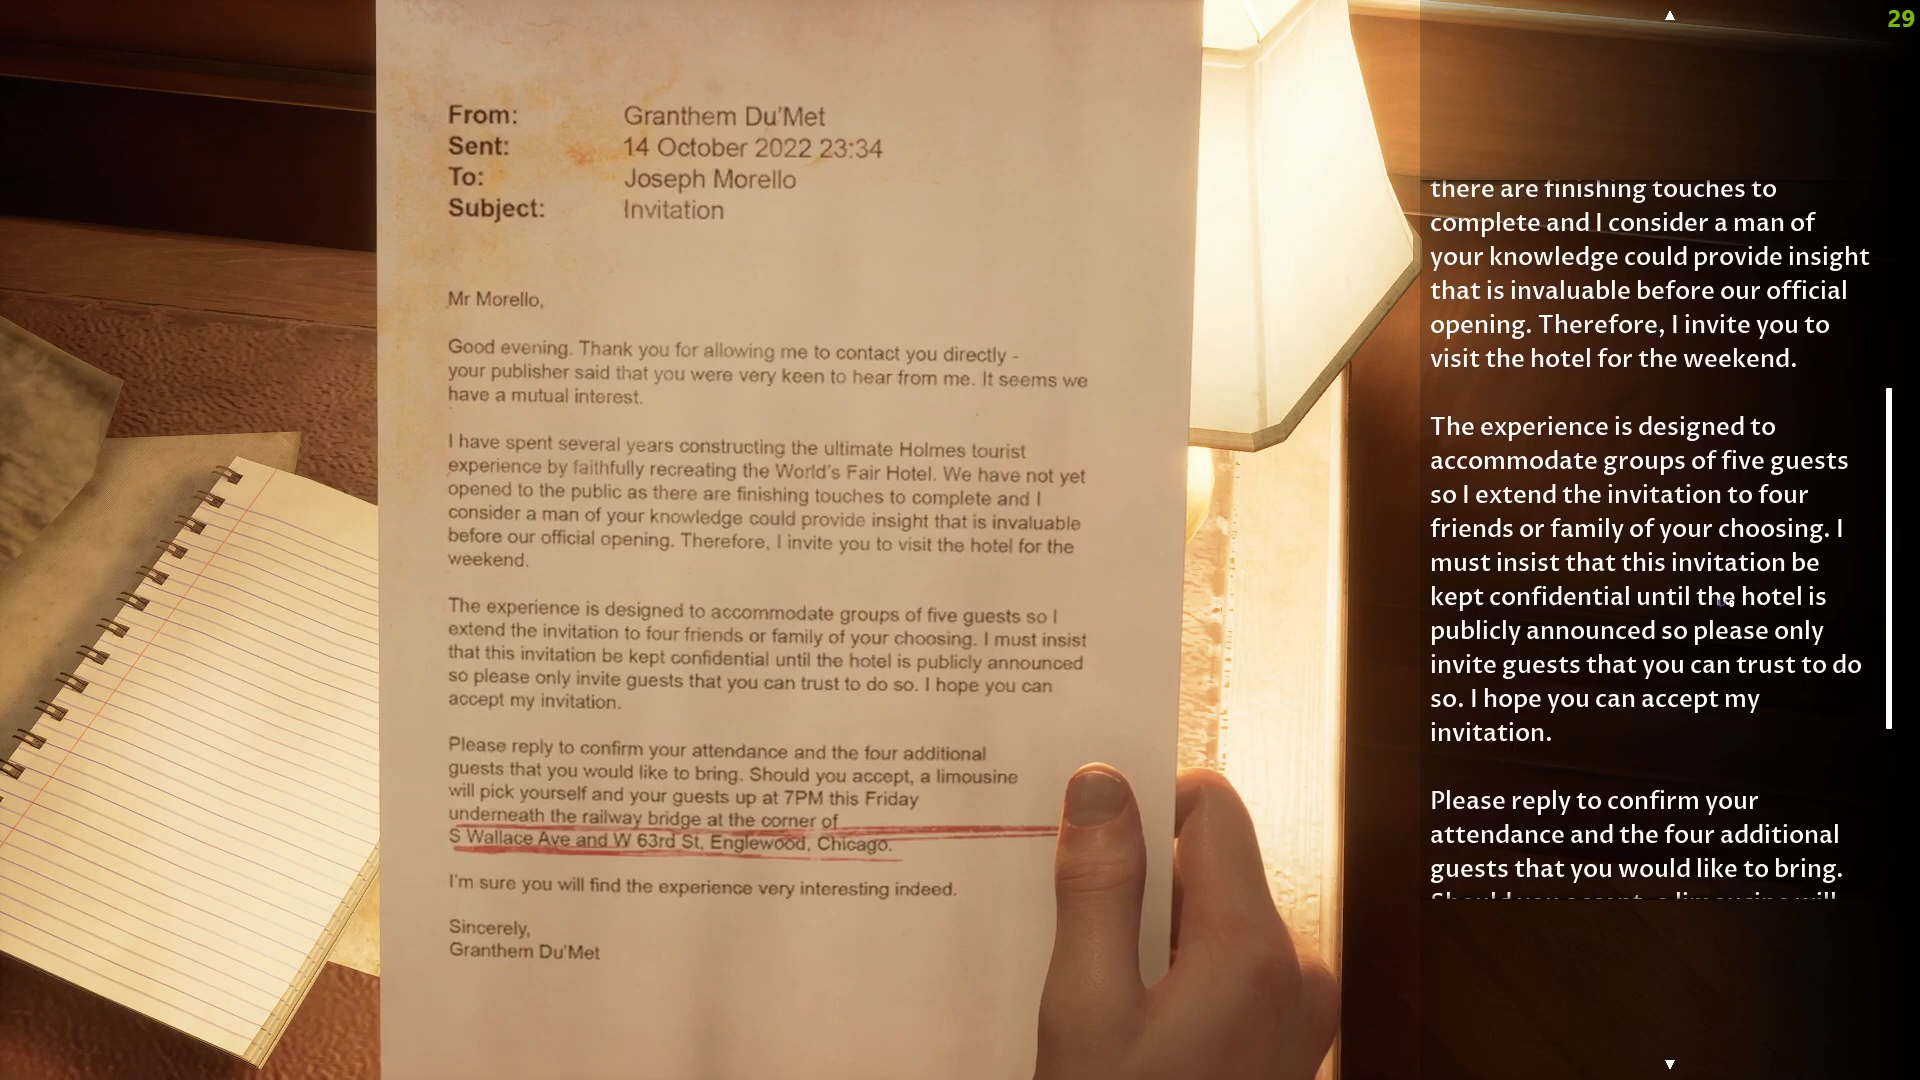 From: Granthem Du'Met
Sent: 14 October 2022 23:34
To: Joseph Morello
Subject: Invitation
Mr Morello,
Good evening. Thank you for allowing me to contact you directly -
your publisher said that you were very keen to hear from me. It seems we
have a mutual interest.
I have spent several years constructing the ultimate Holmes tourist
experience by faithfully recreating the World's Fair Hotel. We have not yet
opened to the public as there are finishing touches to complete and I
consider a man of your knowledge could provide insight that is invaluable
before our official opening. Therefore, I invite you to visit the hotel for the
weekend.
The experience is designed to accommodate groups of five guests so I
extend the invitation to four friends or family of your choosing. I must insist
that this invitation be kept confidential until the hotel is publicly announced
so please only invite guests that you can trust to do so. I hope you can
accept my invitation.
Please reply to confirm your attendance and the four additional
guests that you would like to bring. Should you accept, a limousine
will pick yourself and your guests up at 7PM this Friday
underneath the railway bridge at the corner of
S Wallace Ave and W 63rd St, Englewood, Chicago.
I'm sure you will find the experience very interesting indeed.
Sincerely,
Granthem Du'Met
29
there are finishing touches to
complete and I consider a man of
your knowledge could provide insight
that is invaluable before our official
opening. Therefore, I invite you to
visit the hotel for the weekend.
The experience is designed to
accommodate groups of five guests
so I extend the invitation to four
friends or family of your choosing. I
must insist that this invitation be
kept confidential until the hotel is
publicly announced so please only
invite guests that you can trust to do
so. I hope you can accept my
invitation.
Please reply to confirm your
attendance and the four additional
guests that you would like to bring.
Should you accept, a limousine will